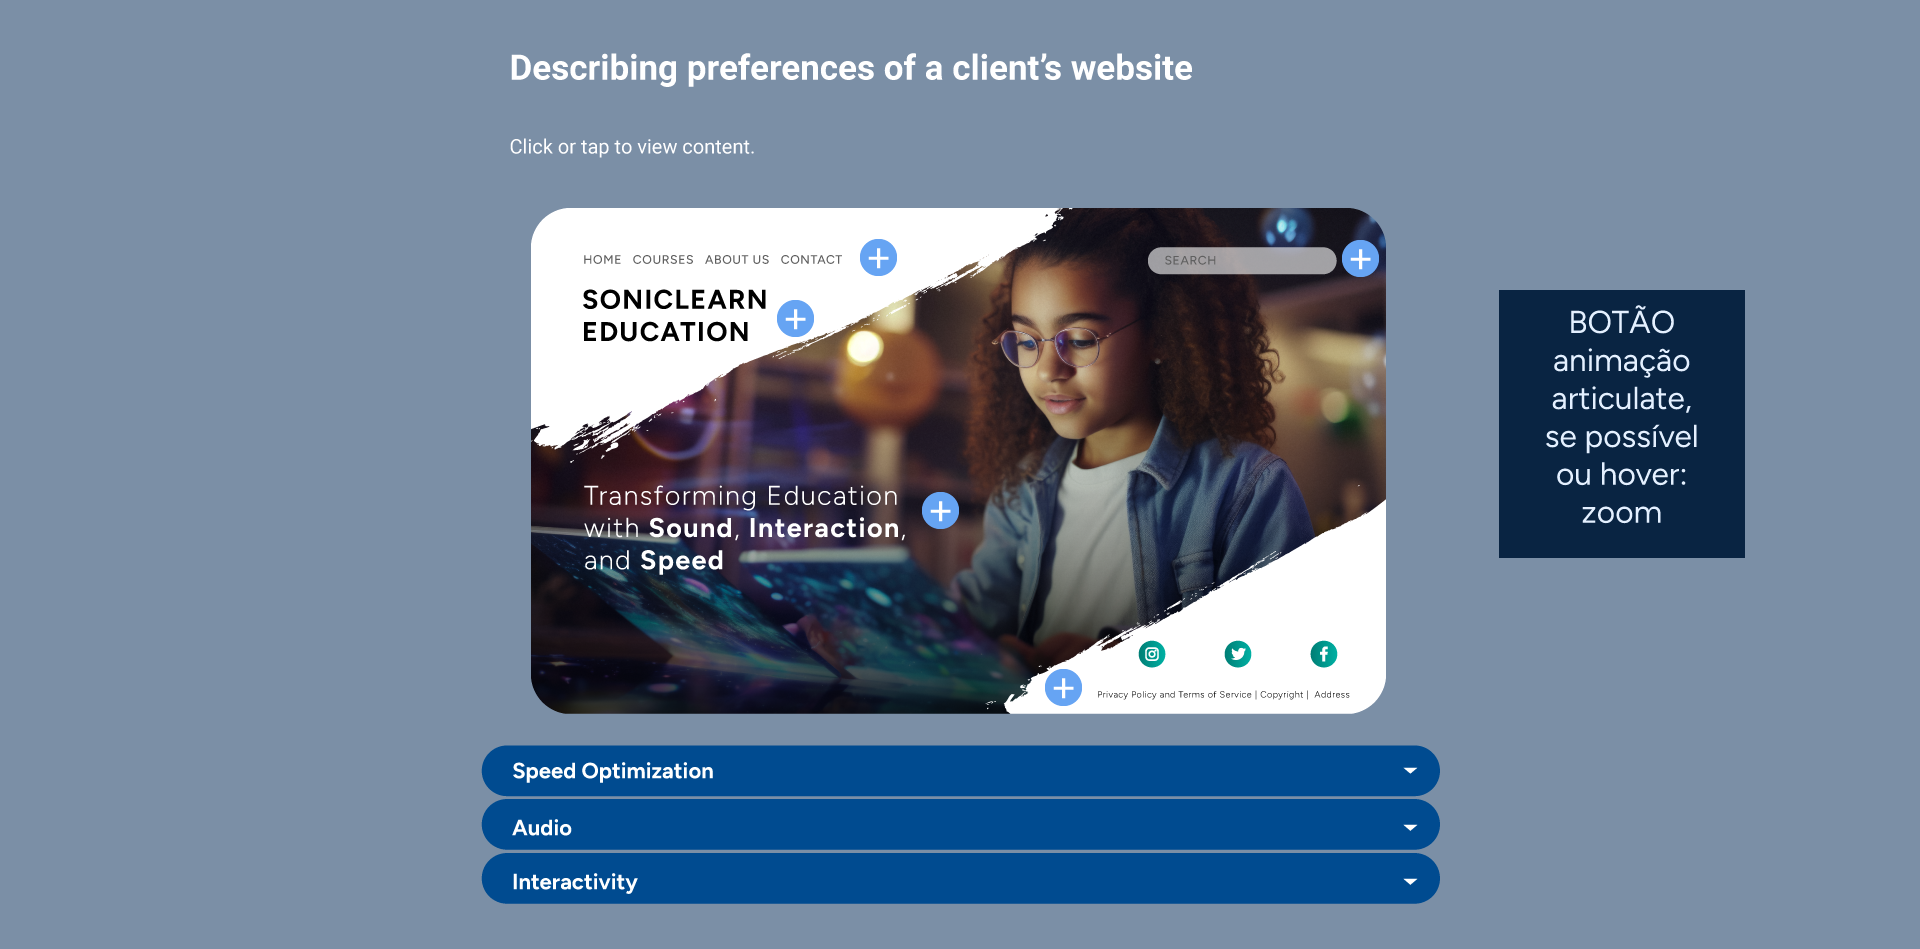 Describing preferences of a client’s website
Click or tap to view content.
HOME COURSES ABOUT US CONTACT
SEARCH
SONICLEARN
EDUCATION
Transforming Education
with Sound, Interaction,
and Speed
Privacy Policy and Terms of Service | Copyright | Address
BOTÃO
animação
articulate,
se possível
ou hover:
zoom
Speed Optimization
Audio
Interactivity